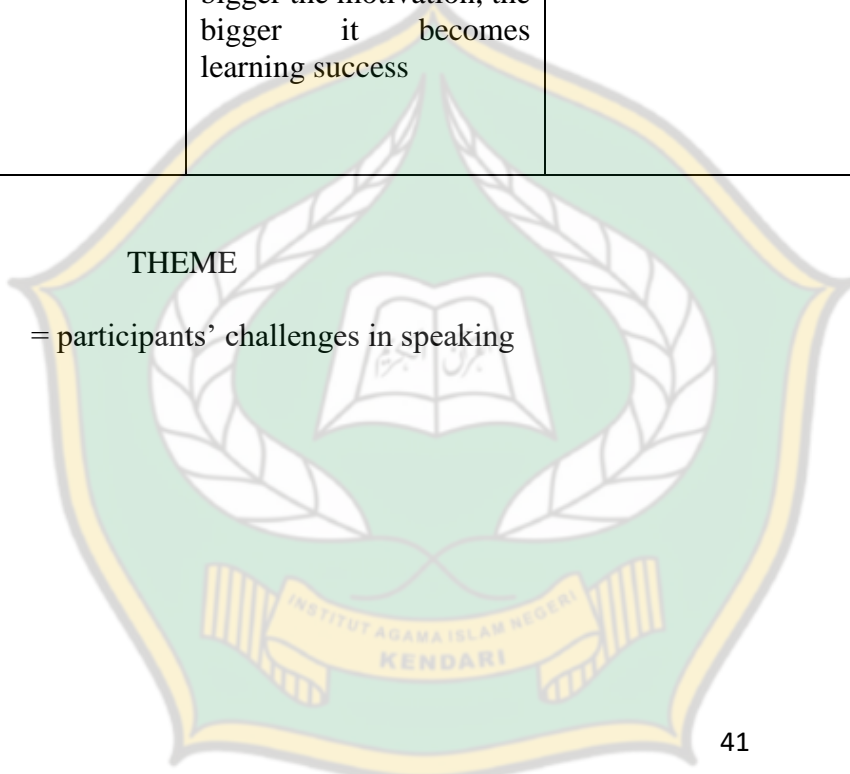 bigger the motivation, the
bigger it becomes
learning success
THEME
= participants’ challenges in speaking
INSTITUT AGAMA ISLAM NEGERI
KENDARI
41